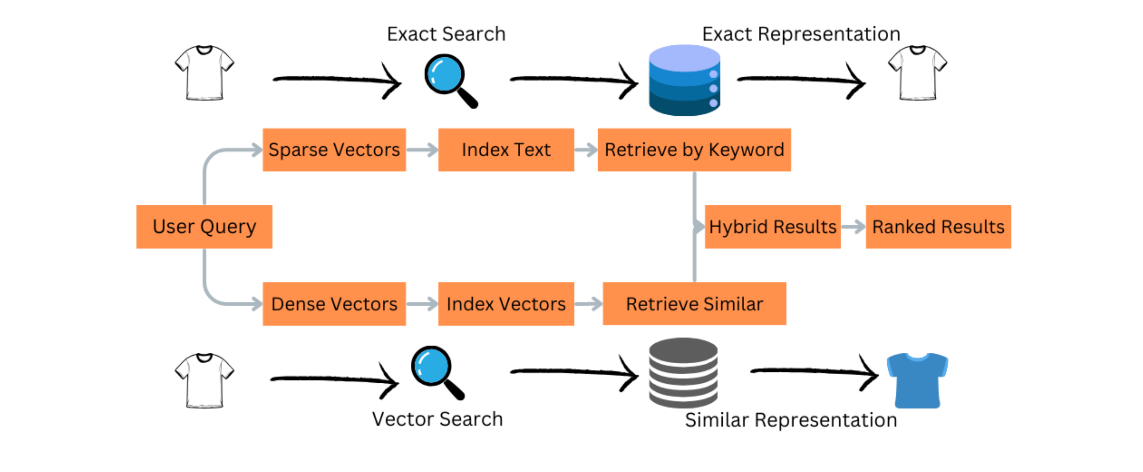 Exact Search
Exact Representation
Sparse Vectors
Index Text
Retrieve by Keyword
User Query
Hybrid Results
Ranked Results
Dense Vectors
Index Vectors
Retrieve Similar
Vector Search
Similar Representation